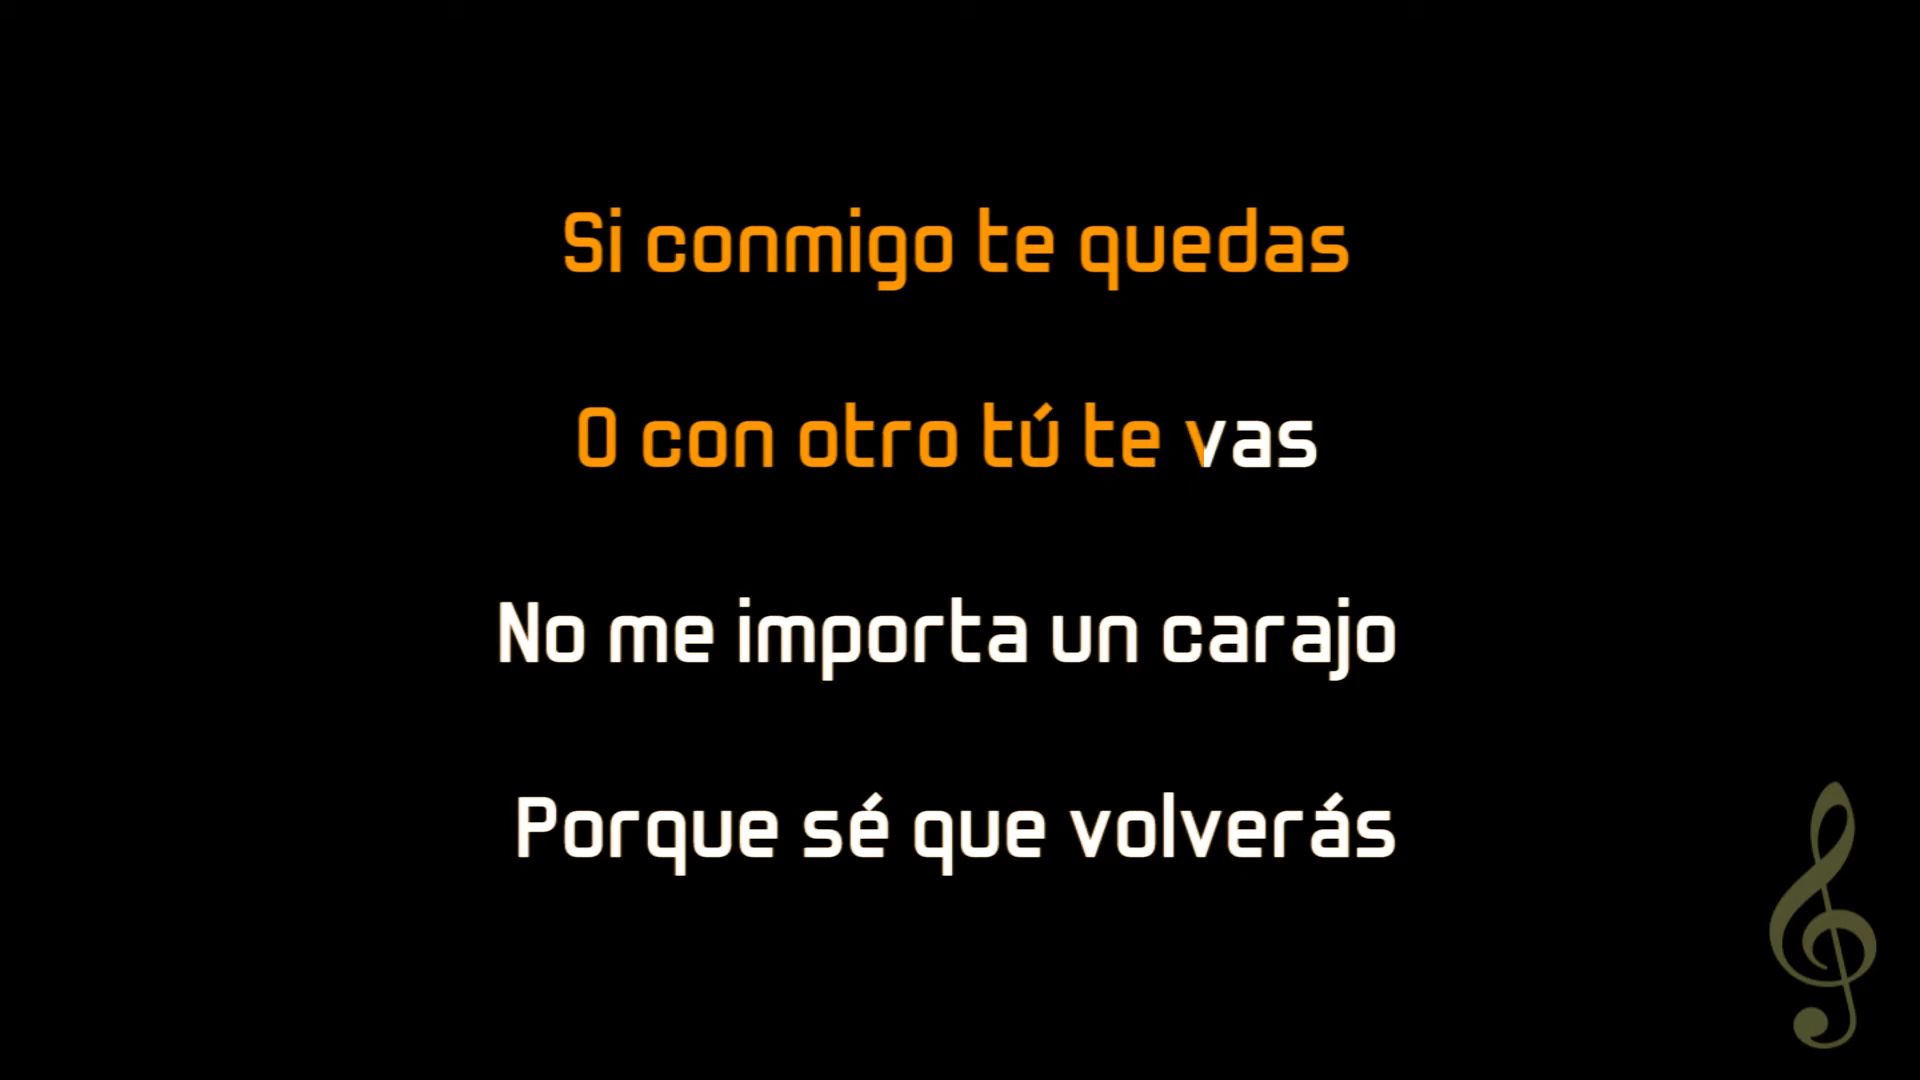 Si conmigo te quedas
O con otro tú te vas
No me importa un carajo
Porque sé que volverás